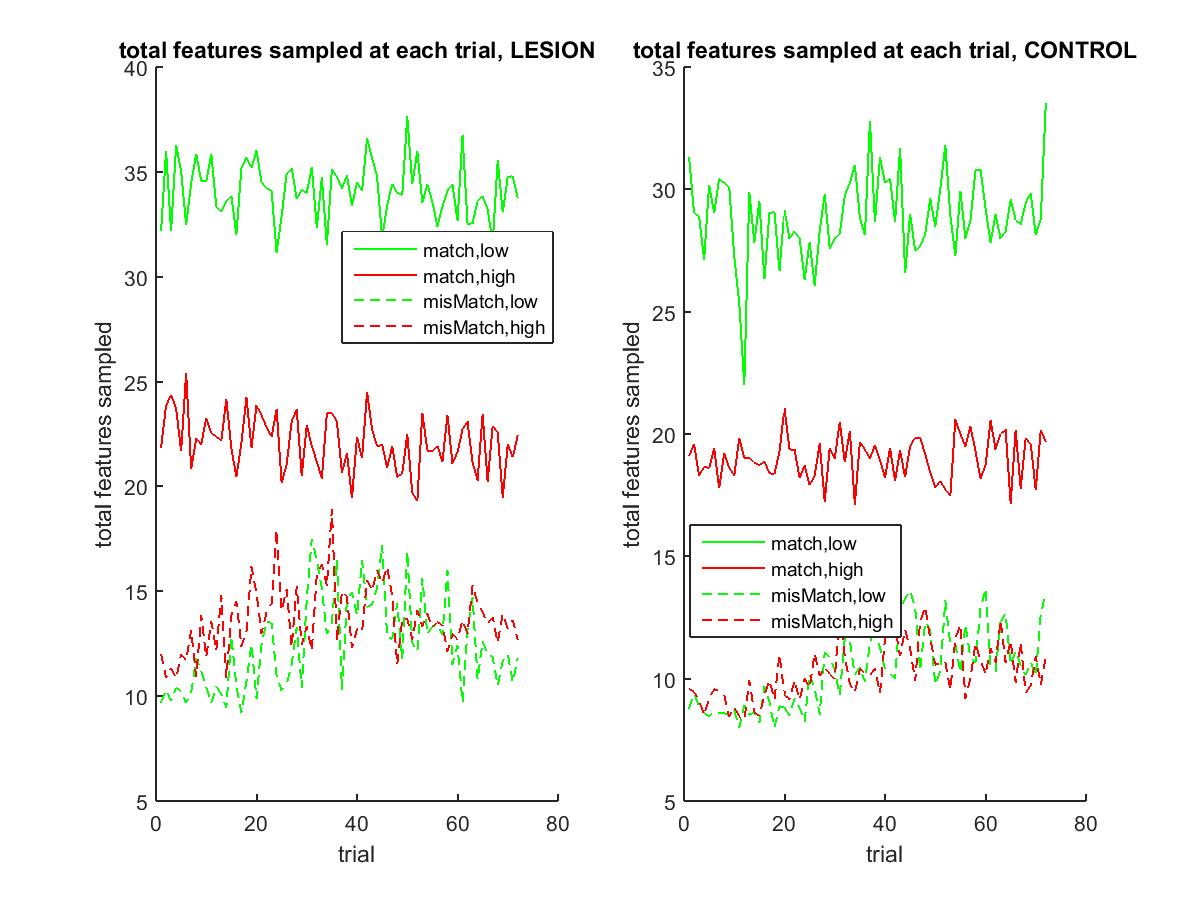 total features sampled at each trial, LESION
40
35
30
25
20
15
10
5
0
20
40
60
80
trial
total features sampled
match,low
match,high
misMatch,low
misMatch,high
total features sampled at each trial, CONTROL
35
30
25
20
15
10
5
0
20
40
60
80
trial
total features sampled
match,low
match,high
misMatch,low
misMatch,high